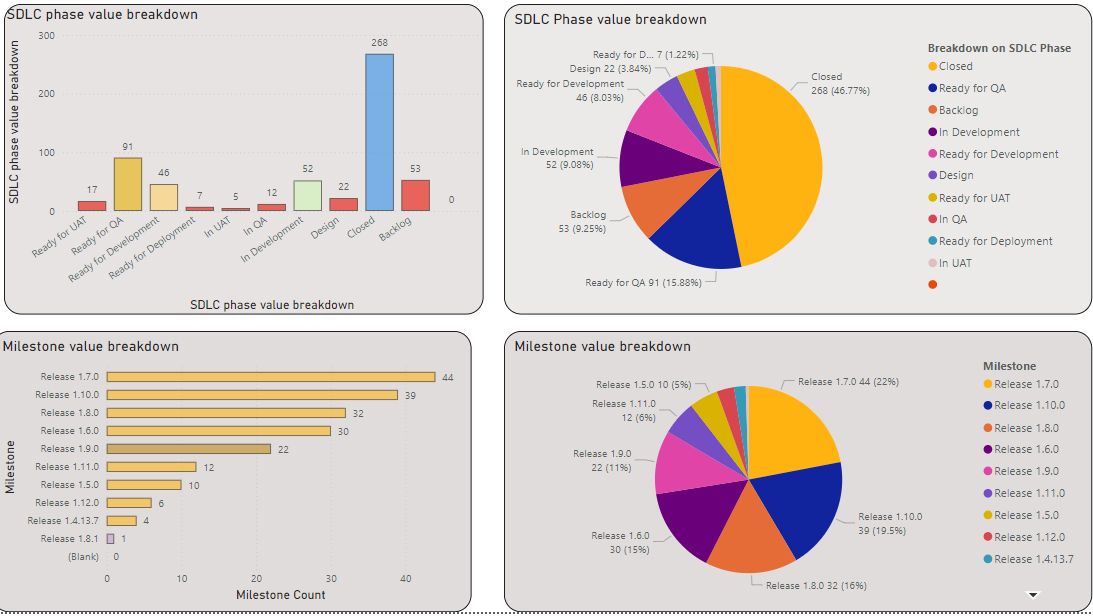 SDLC phase value breakdown
SDLC phase value breakdown
300
200
100
0
17
91
46
7
5
12
52
22
268
53
0
Ready for UAT
Ready for QA
Ready for Development
Ready for Deployment
In UAT
In QA
In Development
Design
Closed
Backlog
SDLC phase value breakdown
SDLC Phase value breakdown
Ready for D... 7 (1.22%)
Design 22 (3.84%)
Ready for Development
46 (8.03%)
In Development
52 (9.08%)
Backlog
53 (9.25%)
Ready for QA 91 (15.88%)
Closed
268 (46.77%)
Breakdown on SDLC Phase
Closed
Ready for QA
Backlog
In Development
Ready for Development
Design
Ready for UAT
In QA
Ready for Deployment
In UAT
Milestone value breakdown
Milestone
Release 1.7.0 44
Release 1.10.0 39
Release 1.8.0 32
Release 1.6.0 30
Release 1.9.0 22
Release 1.11.0 12
Release 1.5.0 10
Release 1.12.0 6
Release 1.4.13.7 4
Release 1.8.1 1
(Blank) 0
0 10 20 30 40
Milestone Count
Milestone value breakdown
Release 1.5.0 10 (5%)
Release 1.11.0
12 (6%)
Release 1.9.0
22 (11%)
Release 1.6.0
30 (15%)
Release 1.8.0 32 (16%)
Release 1.10.0
39 (19.5%)
Release 1.7.0 44 (22%)
Milestone
Release 1.7.0
Release 1.10.0
Release 1.8.0
Release 1.6.0
Release 1.9.0
Release 1.11.0
Release 1.5.0
Release 1.12.0
Release 1.4.13.7